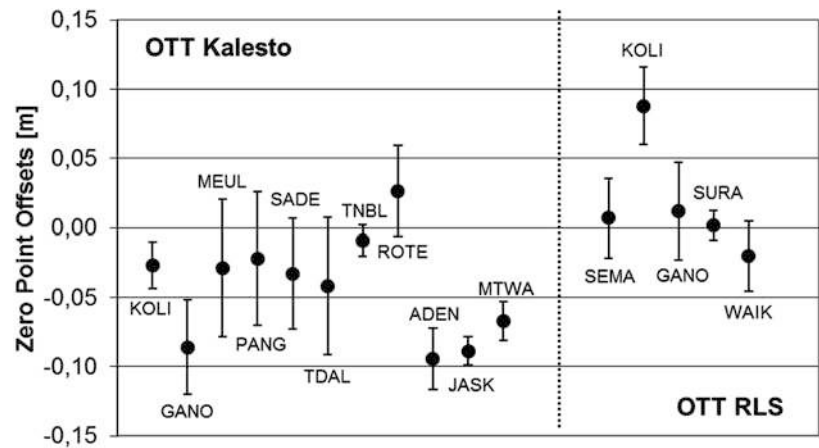 Zero Point Offsets [m]
0,15
0,10
0,05
0,00
-0,05
-0,10
-0,15
OTT Kalesto
KOLI
GANO
MEUL
PANG
SADE
TDAL
TNBL
ROTE
ADEN
JASK
MTWA
SEMA
KOLI
GANO
SURA
WAIK
OTT RLS